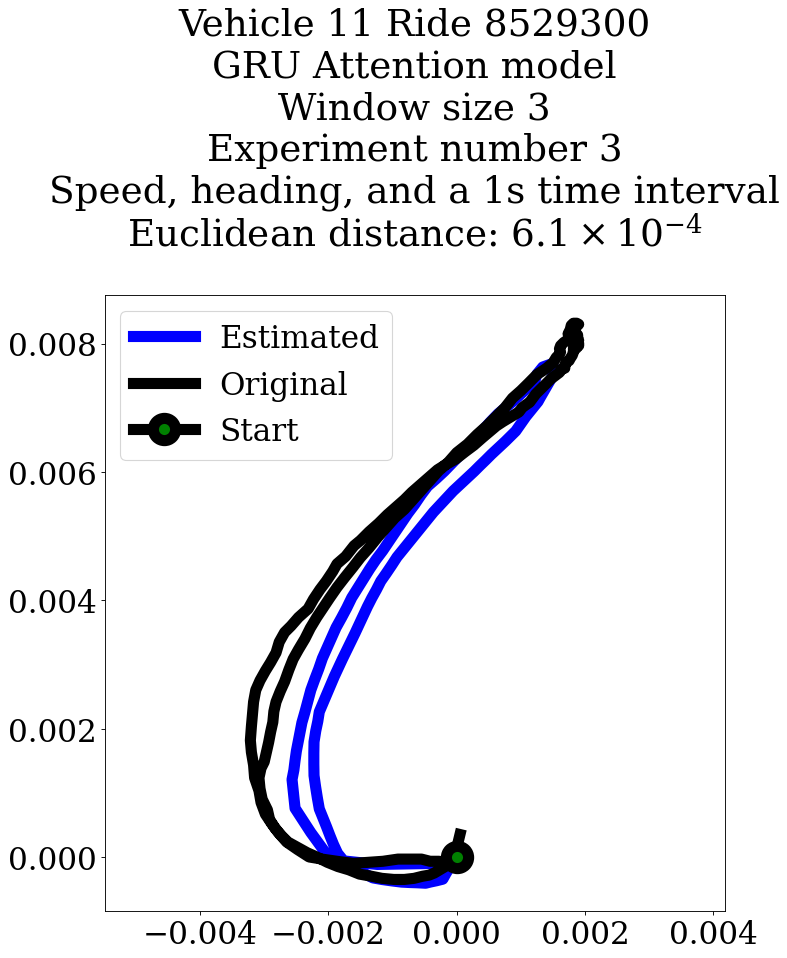 Vehicle 11 Ride 8529300
GRU Attention model
Window size 3
Experiment number 3
Speed, heading, and a 1s time interval
Euclidean distance: 6.1 × 10⁻⁴
Estimated
Original
Start
0.008
0.006
0.004
0.002
0.000
−0.004 −0.002 0.000 0.002 0.004